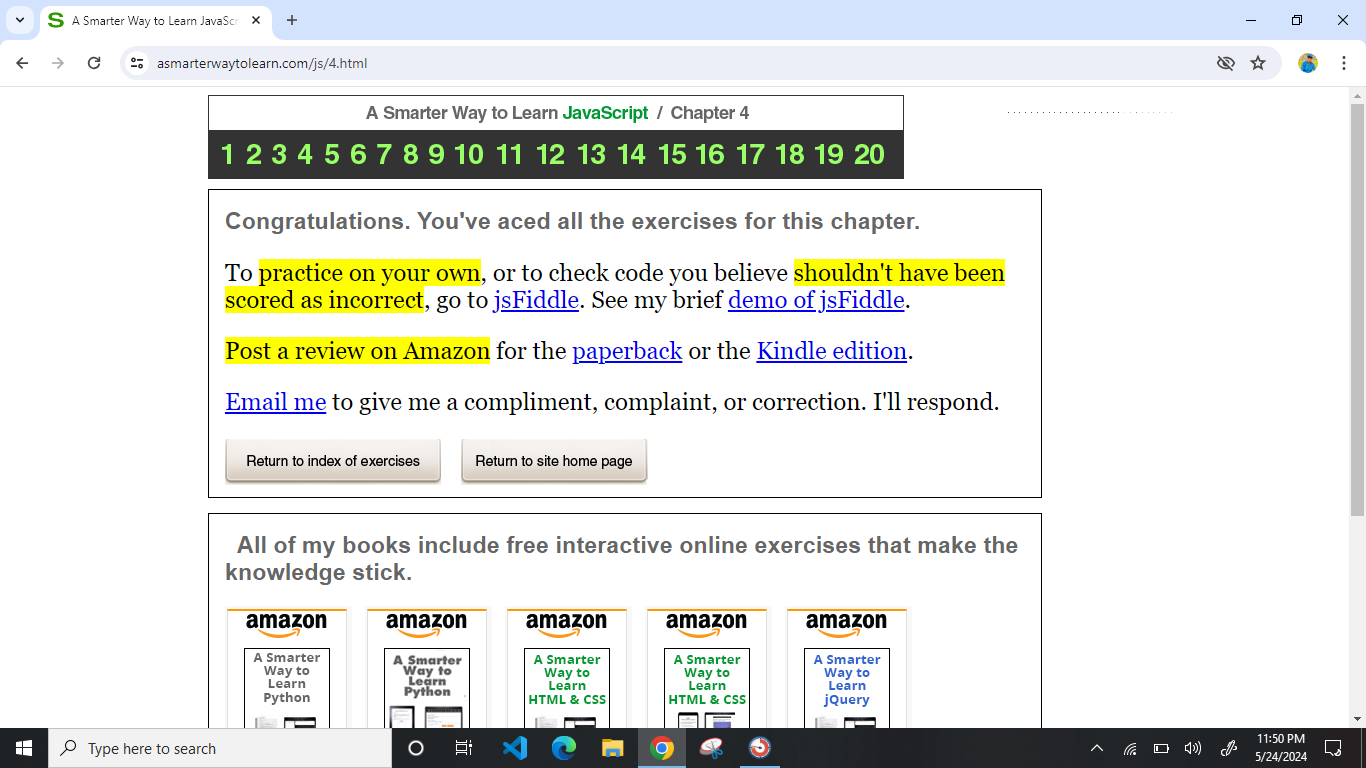 A Smarter Way to Learn JavaScr
asmarterwaytolearn.com/js/4.html
A Smarter Way to Learn JavaScript / Chapter 4
1 2 3 4 5 6 7 8 9 10 11 12 13 14 15 16 17 18 19 20
Congratulations. You've aced all the exercises for this chapter.
To practice on your own, or to check code you believe shouldn't have been
scored as incorrect, go to jsFiddle. See my brief demo of jsFiddle.
Post a review on Amazon for the paperback or the Kindle edition.
Email me to give me a compliment, complaint, or correction. I'll respond.
Return to index of exercises Return to site home page
All of my books include free interactive online exercises that make the
knowledge stick.
amazon amazon amazon amazon amazon
A Smarter A Smarter A Smarter A Smarter A Smarter
Way to Way to Way to Way to Way to
Learn Learn Learn Learn Learn
Python Python HTML & CSS HTML & CSS jQuery
Type here to search
11:50 PM
5/24/2024